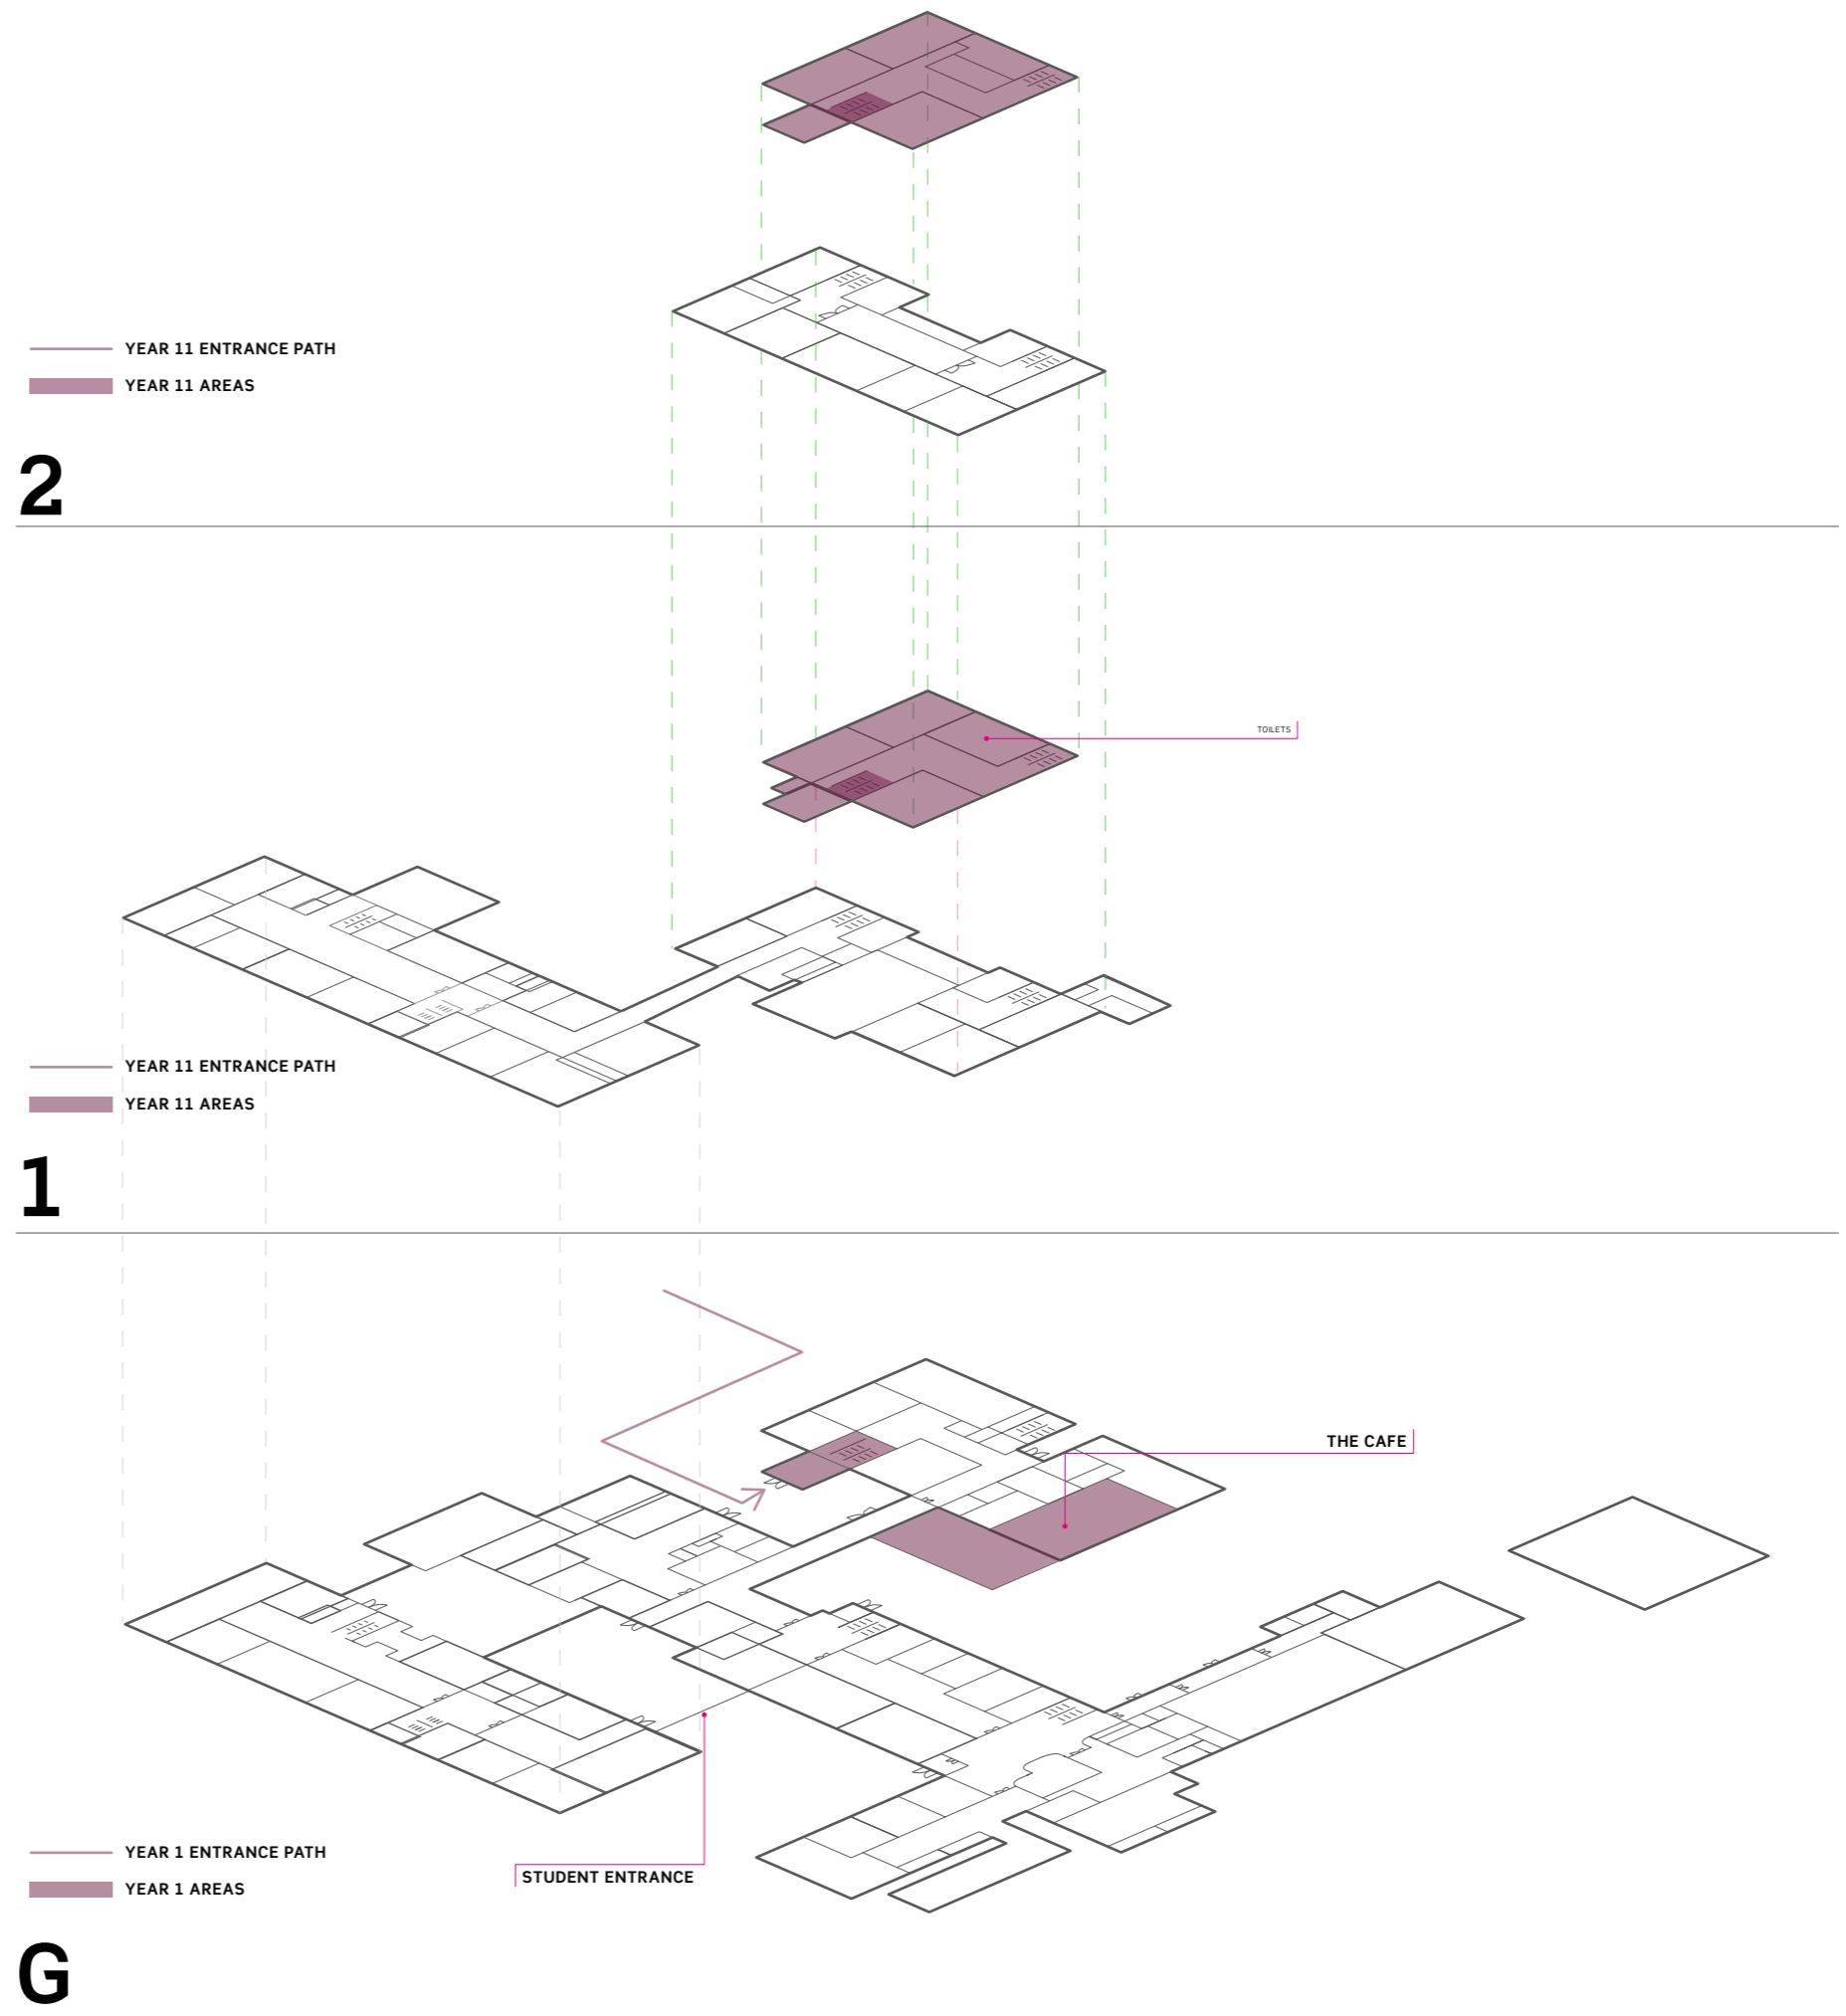 YEAR 11 ENTRANCE PATH
YEAR 11 AREAS
2
TOILETS
YEAR 11 ENTRANCE PATH
YEAR 11 AREAS
1
THE CAFE
YEAR 1 ENTRANCE PATH
STUDENT ENTRANCE
YEAR 1 AREAS
G